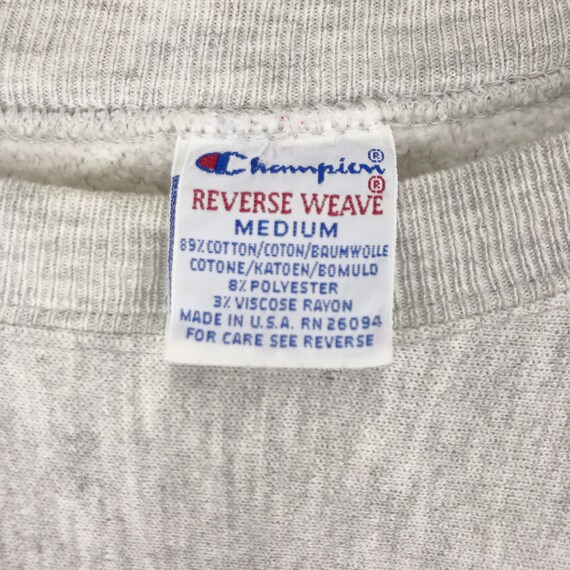 Champion®
®
REVERSE WEAVE
MEDIUM
89% COTTON/COTON/BAUMWOLLE
COTONE/KATOEN/BOMULD
8% POLYESTER
3% VISCOSE RAYON
MADE IN U.S.A. RN 26094
FOR CARE SEE REVERSE